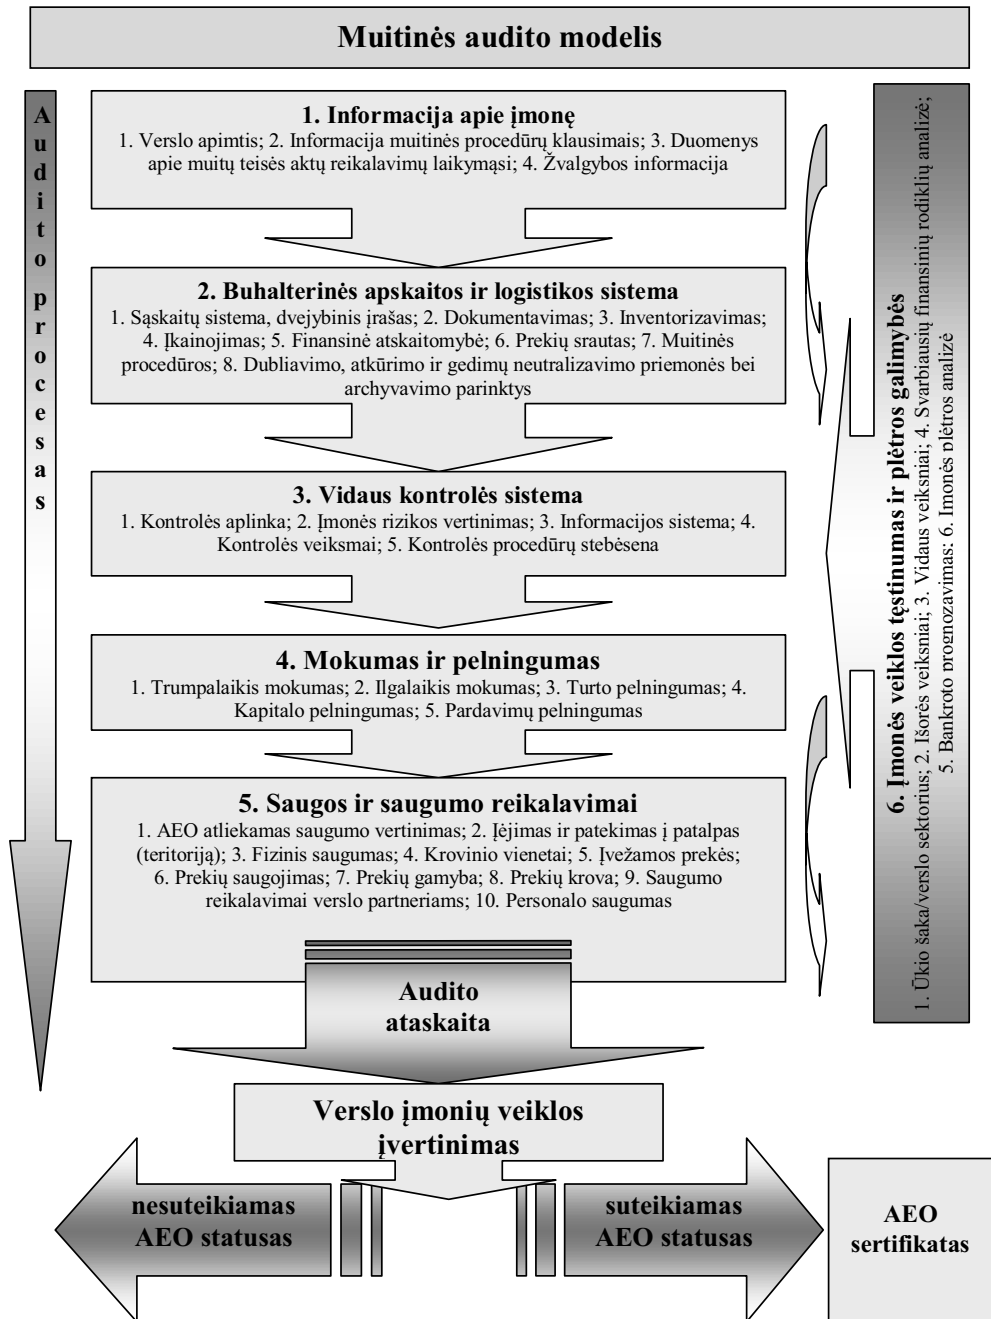 Muitinės audito modelis
Audito procesas
1. Informacija apie įmonę
1. Verslo apimtis; 2. Informacija muitinės procedūrų klausimais; 3. Duomenys
apie muitų teisės aktų reikalavimų laikymąsi; 4. Žvalgybos informacija
2. Buhalterinės apskaitos ir logistikos sistema
1. Sąskaitų sistema, dvejybinis įrašas; 2. Dokumentavimas; 3. Inventorizavimas;
4. Įkainojimas; 5. Finansinė atskaitomybė; 6. Prekių srautas; 7. Muitinės
procedūros; 8. Dubliavimo, atkūrimo ir gedimų neutralizavimo priemonės bei
archyvavimo parinktys
3. Vidaus kontrolės sistema
1. Kontrolės aplinka; 2. Įmonės rizikos vertinimas; 3. Informacijos sistema; 4.
Kontrolės veiksmai; 5. Kontrolės procedūrų stebėsena
4. Mokumas ir pelningumas
1. Trumpalaikis mokumas; 2. Ilgalaikis mokumas; 3. Turto pelningumas; 4.
Kapitalo pelningumas; 5. Pardavimų pelningumas
5. Saugos ir saugumo reikalavimai
1. AEO atliekamas saugumo vertinimas; 2. Įėjimas ir patekimas į patalpas
(teritoriją); 3. Fizinis saugumas; 4. Krovinio vienetai; 5. Įvežamos prekės;
6. Prekių saugojimas; 7. Prekių gamyba; 8. Prekių krova; 9. Saugumo
reikalavimai verslo partneriams; 10. Personalo saugumas
6. Įmonės veiklos tęstinumas ir plėtros galimybės
1. Ūkio šaka/verslo sektorius; 2. Išorės veiksniai; 3. Vidaus veiksniai; 4. Svarbiausių finansinių rodiklių analizė;
5. Bankroto prognozavimas; 6. Įmonės plėtros analizė
Audito
ataskaita
Verslo įmonių veiklos
įvertinimas
nesuteikiamas
AEO statusas
suteikiamas
AEO statusas
AEO
sertifikatas